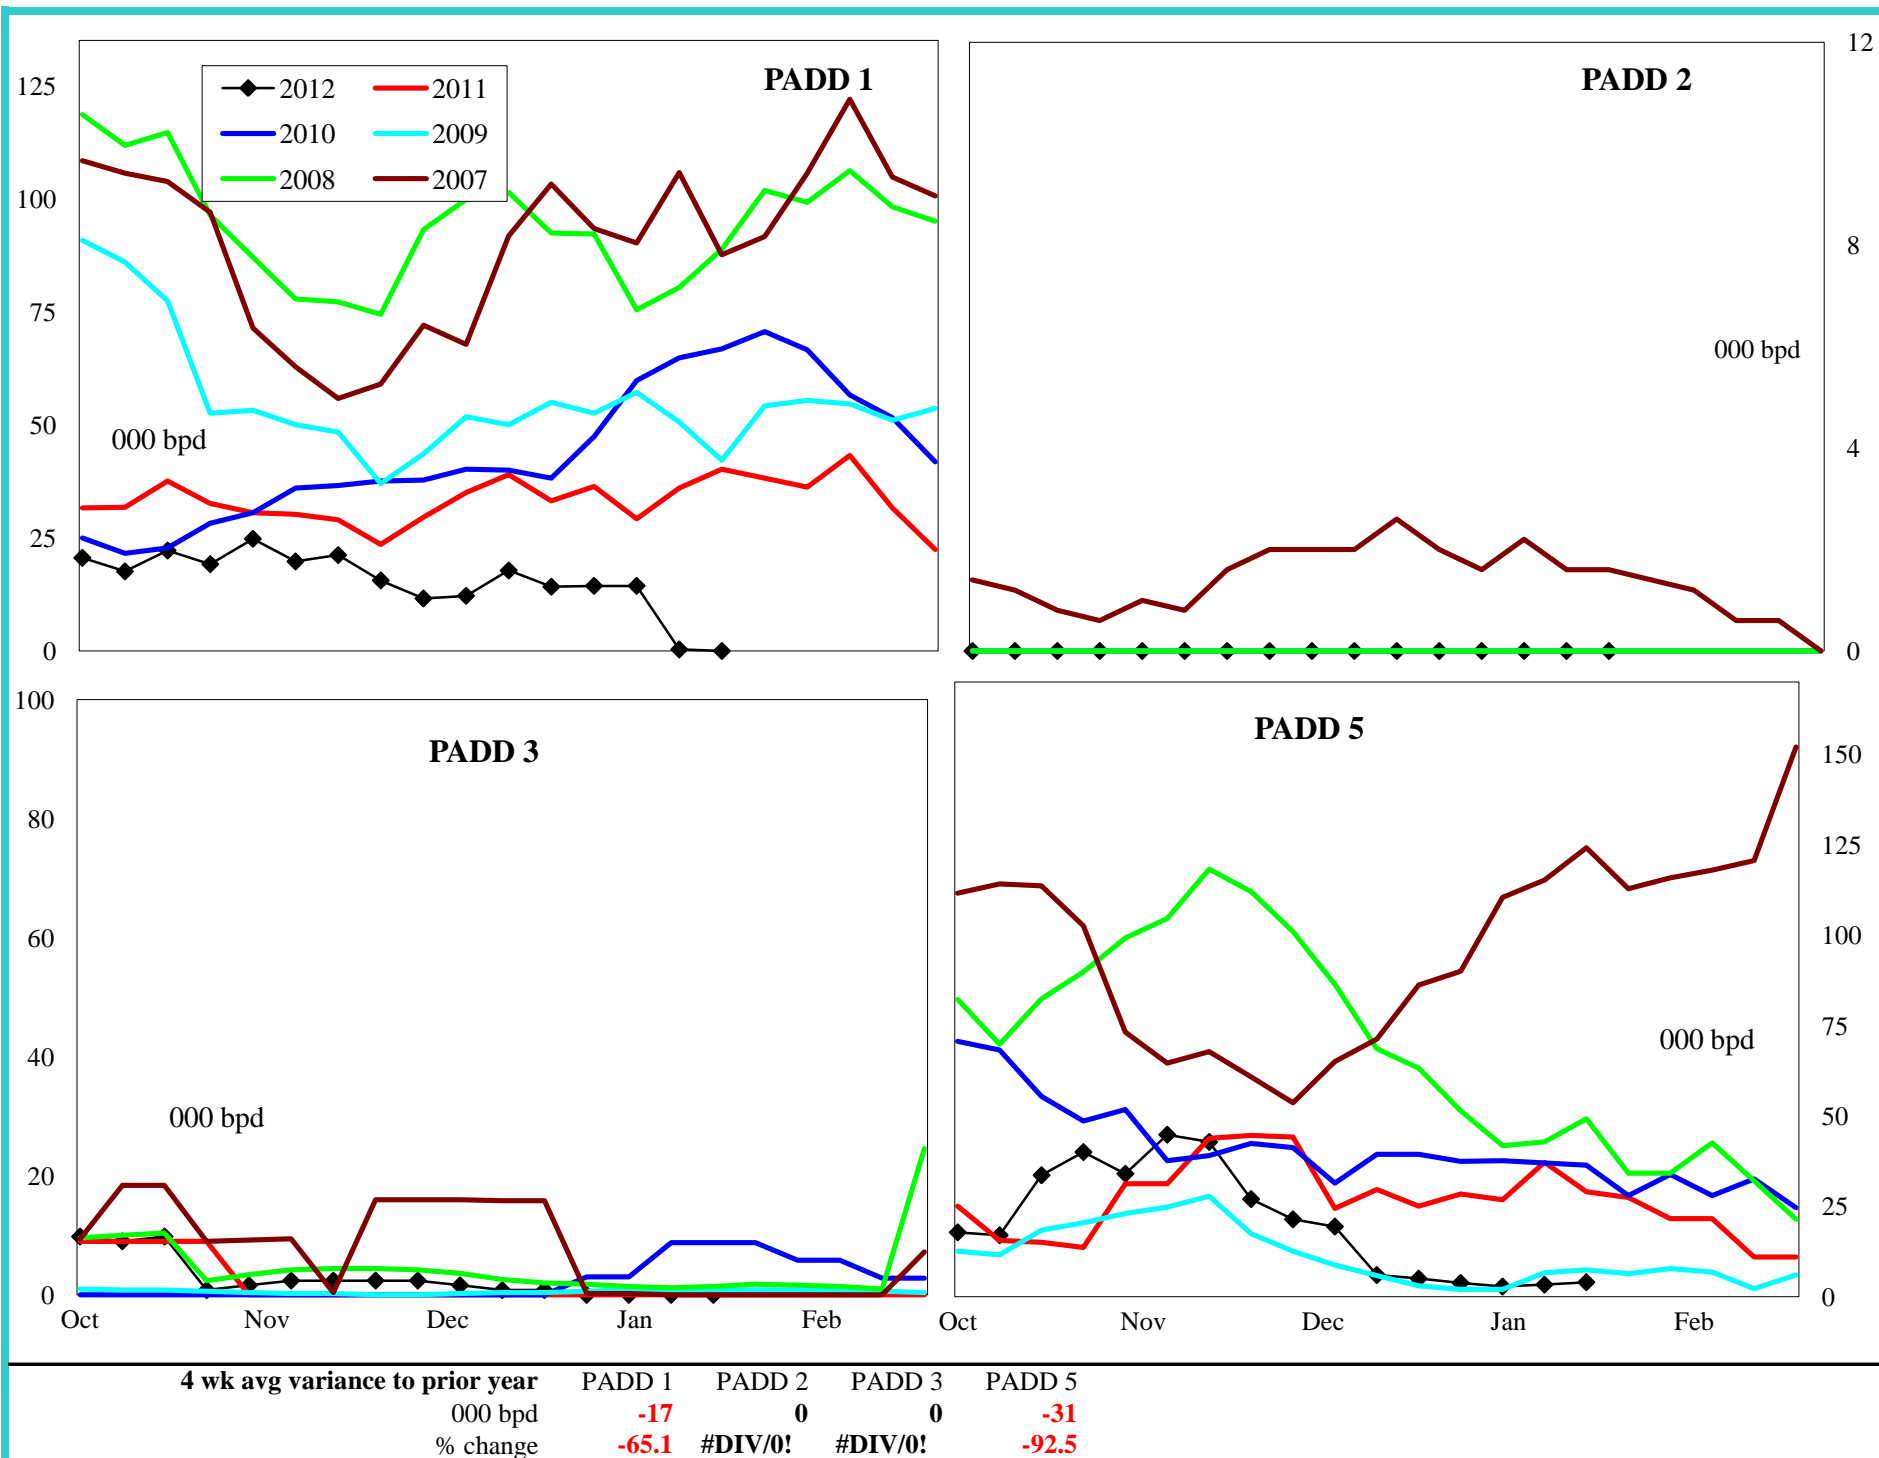 PADD 1
125
100
75
50
25
0
2012 2011
2010 2009
2008 2007
000 bpd
PADD 2
12
8
4
0
000 bpd
PADD 3
100
80
60
40
20
0
000 bpd
Oct Nov Dec Jan Feb
PADD 5
150
125
100
75
50
25
0
000 bpd
Oct Nov Dec Jan Feb
4 wk avg variance to prior year PADD 1 PADD 2 PADD 3 PADD 5
000 bpd -17 0 0 -31
% change -65.1 #DIV/0! #DIV/0! -92.5